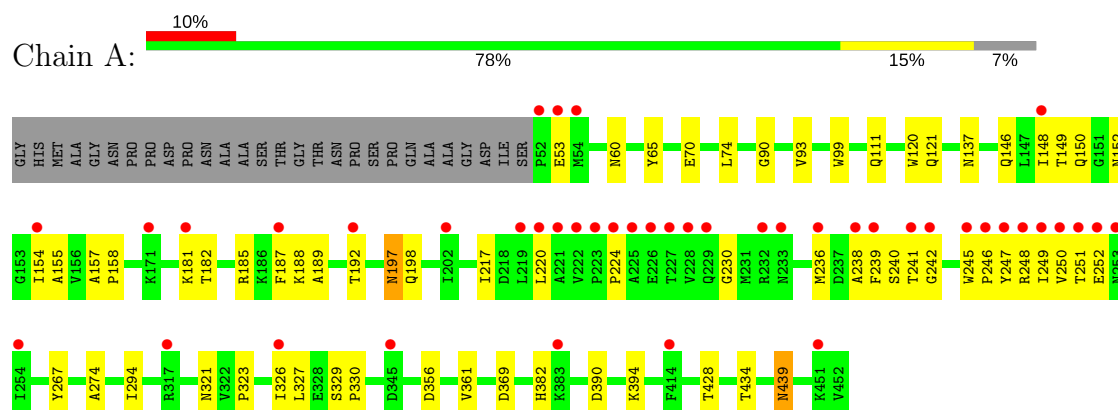 10%
Chain A:
78% 15% 7%
GLY HIS MET ALA GLY ASN PRO PRO ASP PRO ASN ALA ALA SER THR GLY THR ASN PRO SER PRO GLN ALA ALA GLY ASP ILE SER P52 E53 M54 N60 Y65 E70 L74 G90 V93 W99 Q111 W120 Q121 N137 Q146 L147 I148 T149 Q150 G151 N152
G153 I154 A155 V156 A157 P158 K171 K181 T182 R185 K186 F187 K188 A189 T192 N197 Q198 I202 I217 D218 L219 L220 A221 V222 P223 P224 A225 E226 T227 V228 Q229 G230 M231 R232 N233 M236 D237 A238 F239 S240 T241 G242 W245 P246 Y247 R248 I249 V250 T251 E252 N253
I254 Y267 A274 I294 R317 N321 V322 P323 I326 L327 E328 S329 P330 D345 D356 V361 D369 H382 K383 D390 K394 F414 T428 T434 N439 K451 V452